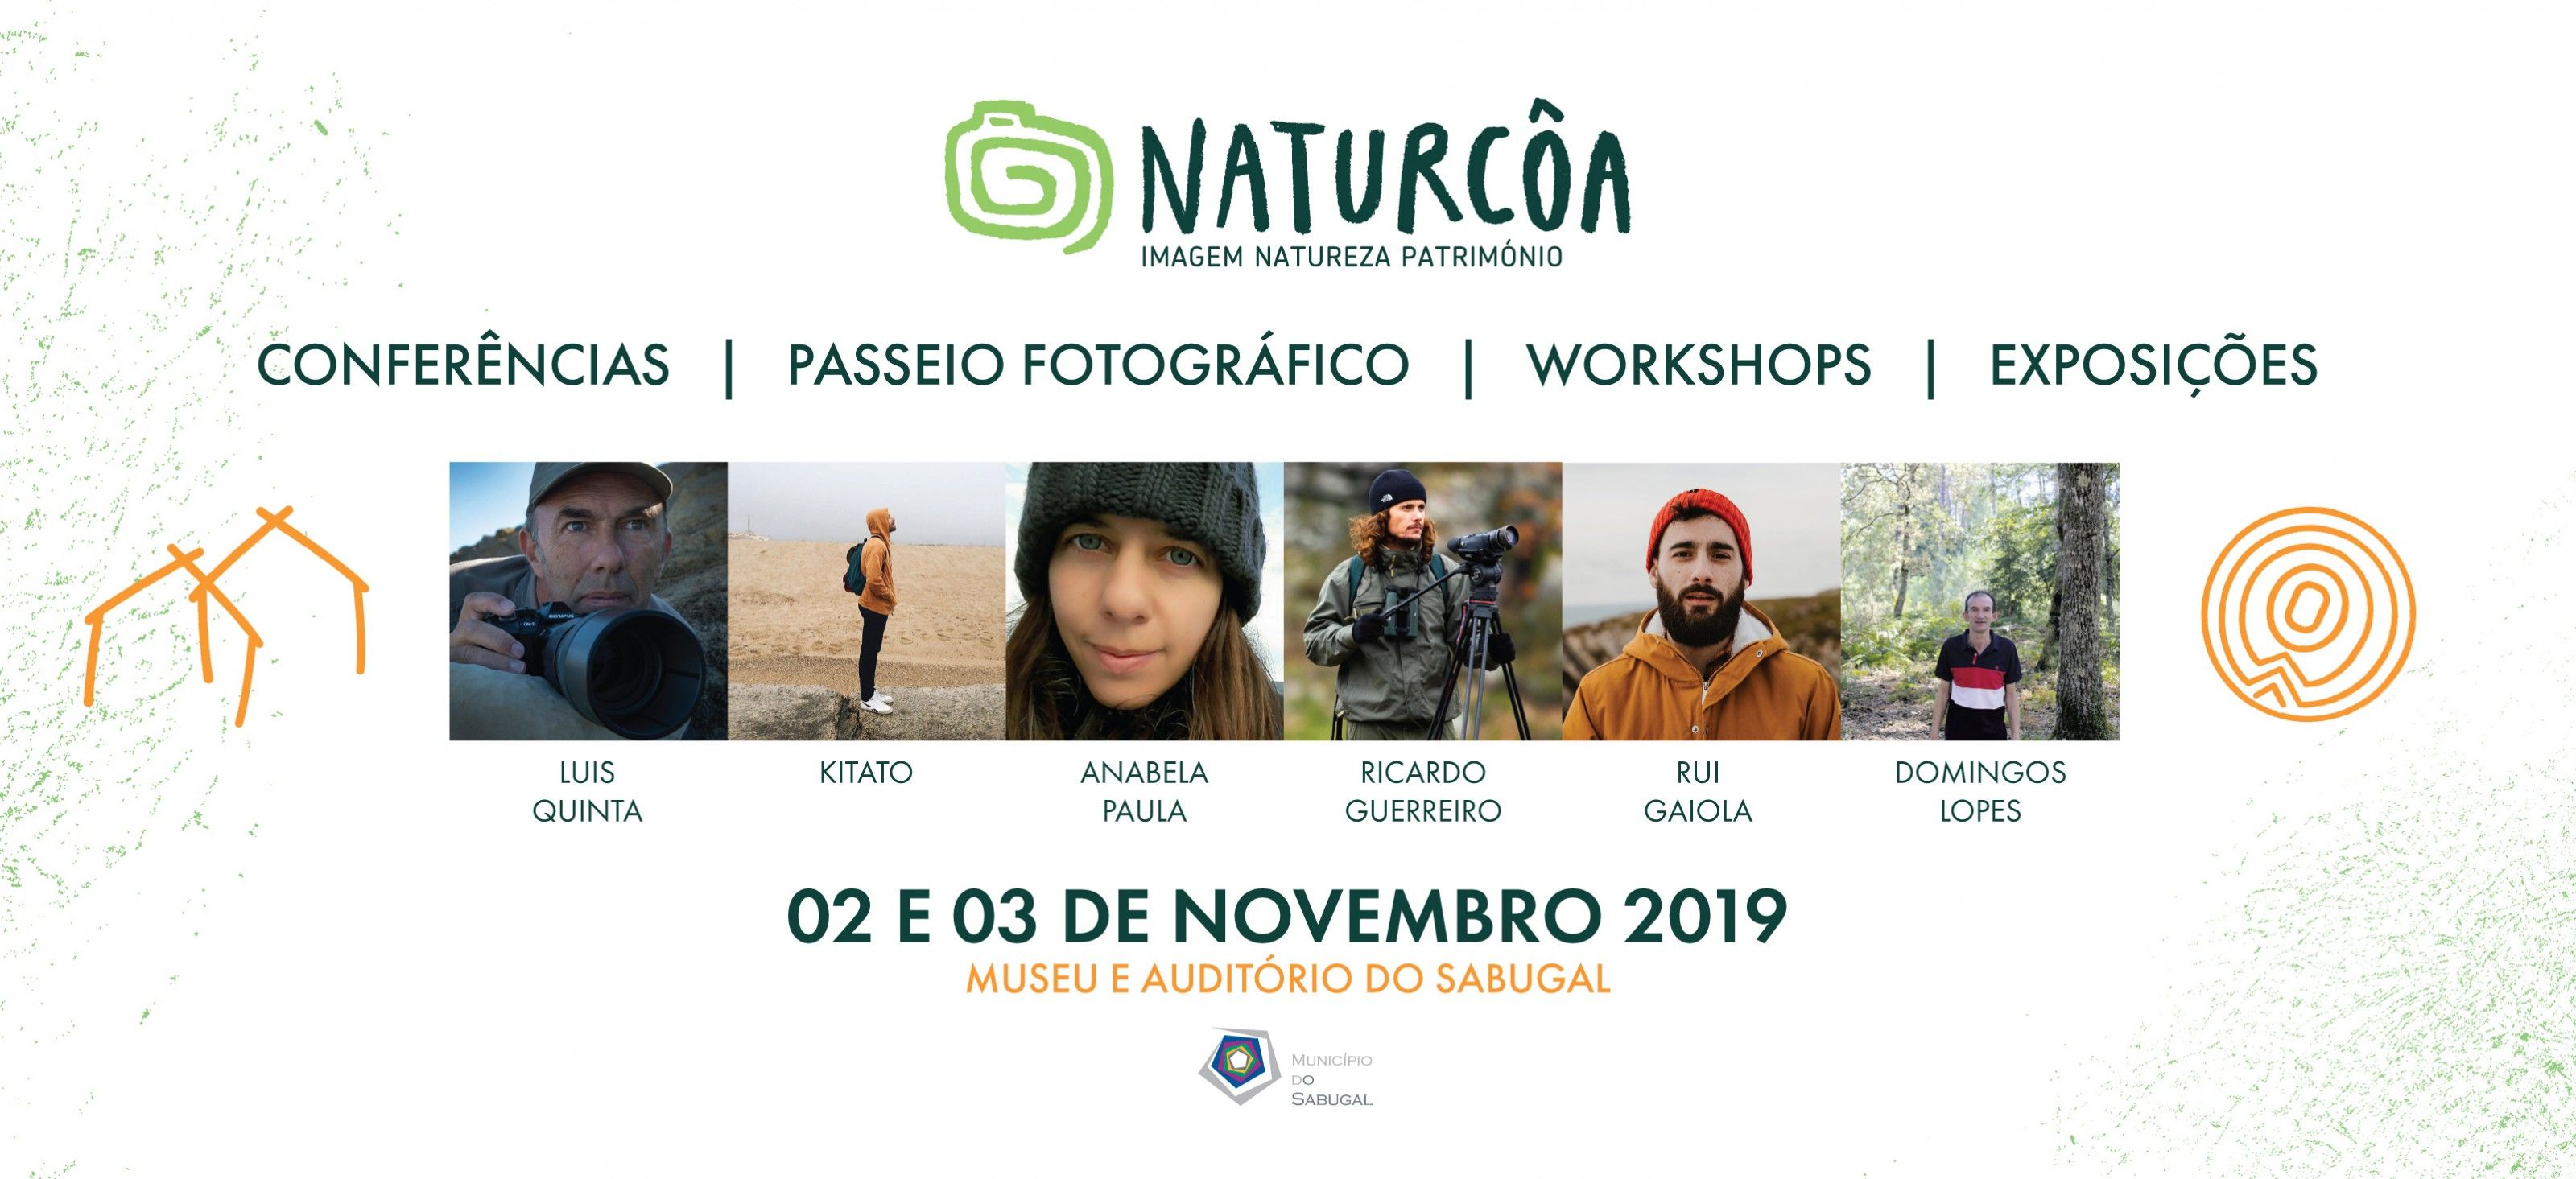 NATURCÔA
IMAGEM NATUREZA PATRIMÓNIO
CONFERÊNCIAS | PASSEIO FOTOGRÁFICO | WORKSHOPS | EXPOSIÇÕES
OLYMPUS
LUIS
QUINTA
KITATO
ANABELA
PAULA
RICARDO
GUERREIRO
RUI
GAIOLA
DOMINGOS
LOPES
02 E 03 DE NOVEMBRO 2019
MUSEU E AUDITÓRIO DO SABUGAL
MUNICÍPIO
DO
SABUGAL